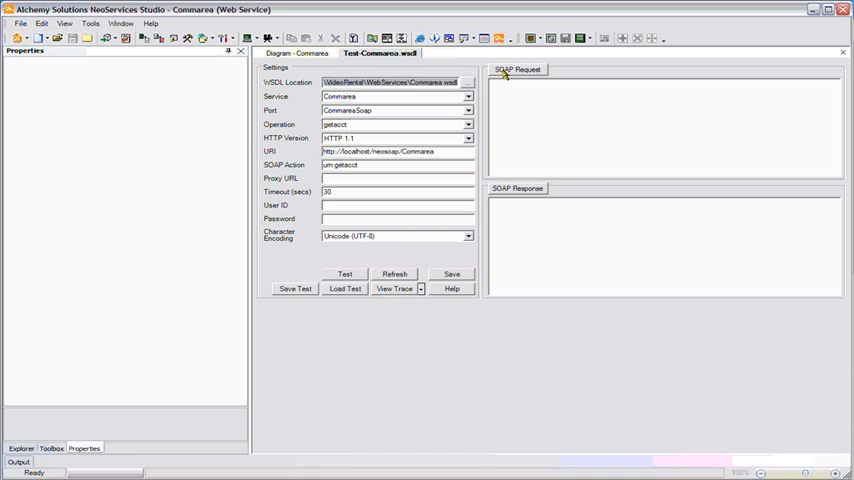 Alchemy Solutions NeoServices Studio - Commarea (Web Service)
File Edit View Tools Window Help
Properties
Diagram - Commarea Test-Commarea.wsdl
Settings
WSDL Location \VideoRental\WebServices\Commarea.wsdl ...
Service Commarea
Port CommareaSoap
Operation getacct
HTTP Version HTTP 1.1
URI http://localhost/neosoap/Commarea
SOAP Action urn:getacct
Proxy URL
Timeout (secs) 30
User ID
Password
Character
Encoding Unicode (UTF-8)
Test Refresh Save
Save Test Load Test View Trace Help
SOAP Request
SOAP Response
Explorer Toolbox Properties
Output
Ready 100%